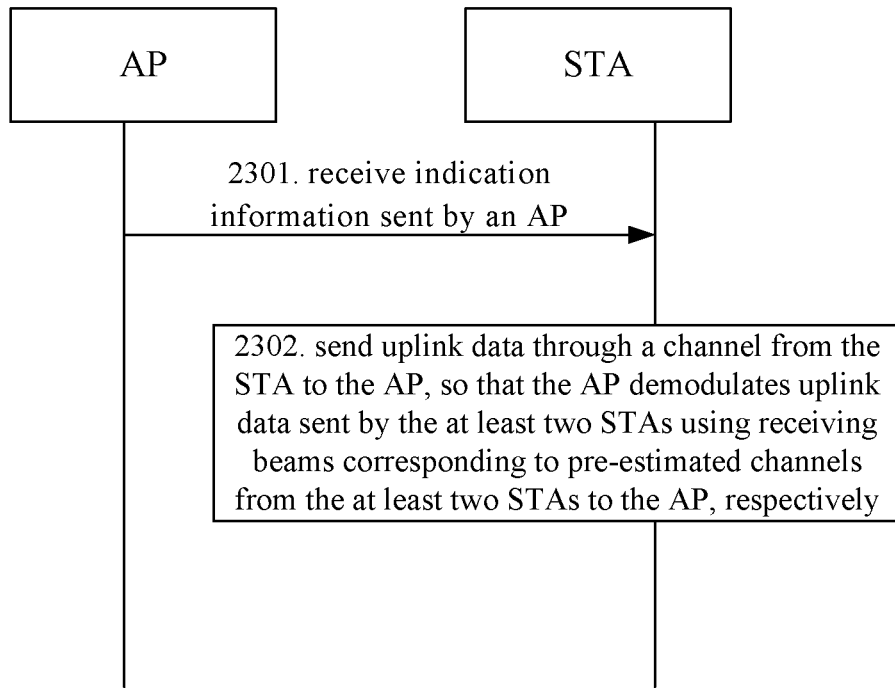 AP
STA
2301. receive indication
information sent by an AP
2302. send uplink data through a channel from the
STA to the AP, so that the AP demodulates uplink
data sent by the at least two STAs using receiving
beams corresponding to pre-estimated channels
from the at least two STAs to the AP, respectively